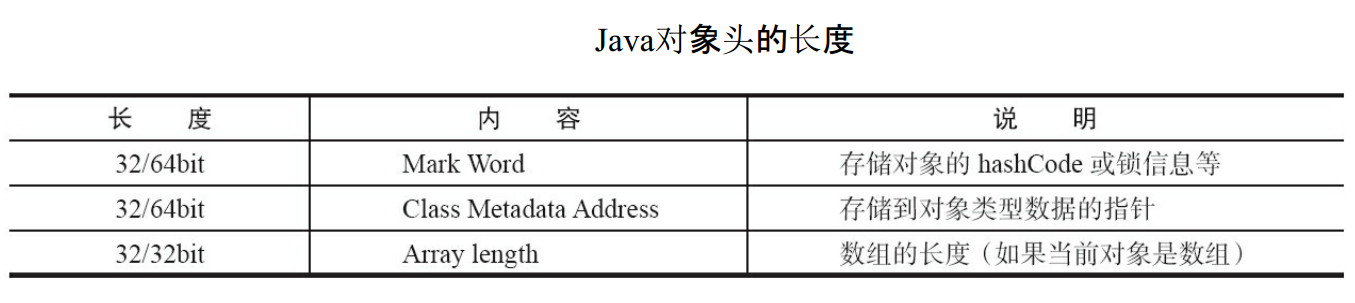 Java对象头的长度
长 度 内 容 说 明
32/64bit Mark Word 存储对象的 hashCode 或锁信息等
32/64bit Class Metadata Address 存储到对象类型数据的指针
32/32bit Array length 数组的长度（如果当前对象是数组）